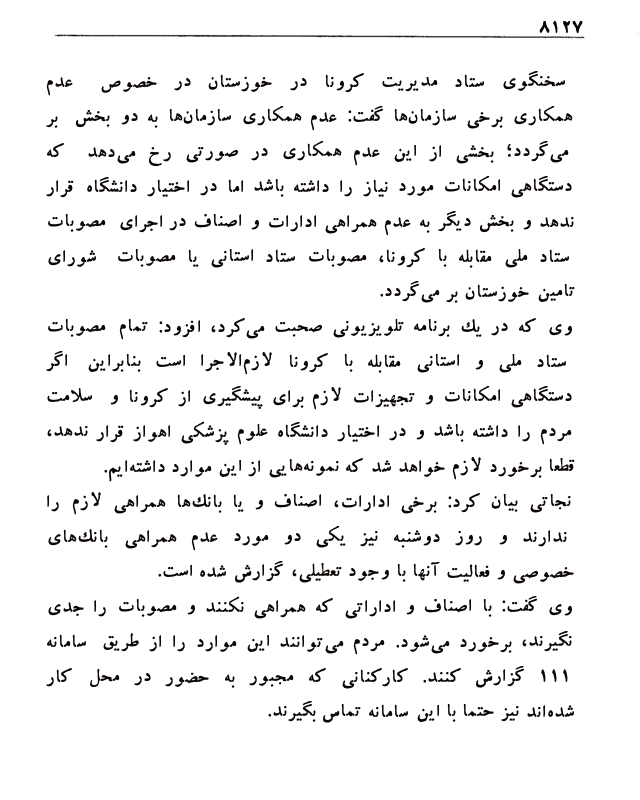 ۸۱۲۷
سخنگوی ستاد مدیریت کرونا در خوزستان در خصوص عدم
همکاری برخی سازمان‌ها گفت: عدم همکاری سازمان‌ها به دو بخش بر
می‌گردد؛ بخشی از این عدم همکاری در صورتی رخ می‌دهد که
دستگاهی امکانات مورد نیاز را داشته باشد اما در اختیار دانشگاه قرار
ندهد و بخش دیگر به عدم همراهی ادارات و اصناف در اجرای مصوبات
ستاد ملی مقابله با کرونا، مصوبات ستاد استانی یا مصوبات شورای
تامین خوزستان بر می‌گردد.
وی که در یك برنامه تلویزیونی صحبت می‌کرد، افزود: تمام مصوبات
ستاد ملی و استانی مقابله با کرونا لازم‌الاجرا است بنابراین اگر
دستگاهی امکانات و تجهیزات لازم برای پیشگیری از کرونا و سلامت
مردم را داشته باشد و در اختیار دانشگاه علوم پزشکی اهواز قرار ندهد،
قطعا برخورد لازم خواهد شد که نمونه‌هایی از این موارد داشته‌ایم.
نجاتی بیان کرد: برخی ادارات، اصناف و یا بانك‌ها همراهی لازم را
ندارند و روز دوشنبه نیز یکی دو مورد عدم همراهی بانك‌های
خصوصی و فعالیت آنها با وجود تعطیلی، گزارش شده است.
وی گفت: با اصناف و اداراتی که همراهی نکنند و مصوبات را جدی
نگیرند، برخورد می‌شود. مردم می‌توانند این موارد را از طریق سامانه
۱۱۱ گزارش کنند. کارکنانی که مجبور به حضور در محل کار
شده‌اند نیز حتما با این سامانه تماس بگیرند.